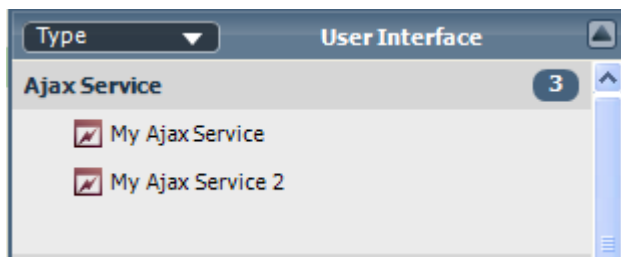 Type User Interface
Ajax Service 3
My Ajax Service
My Ajax Service 2